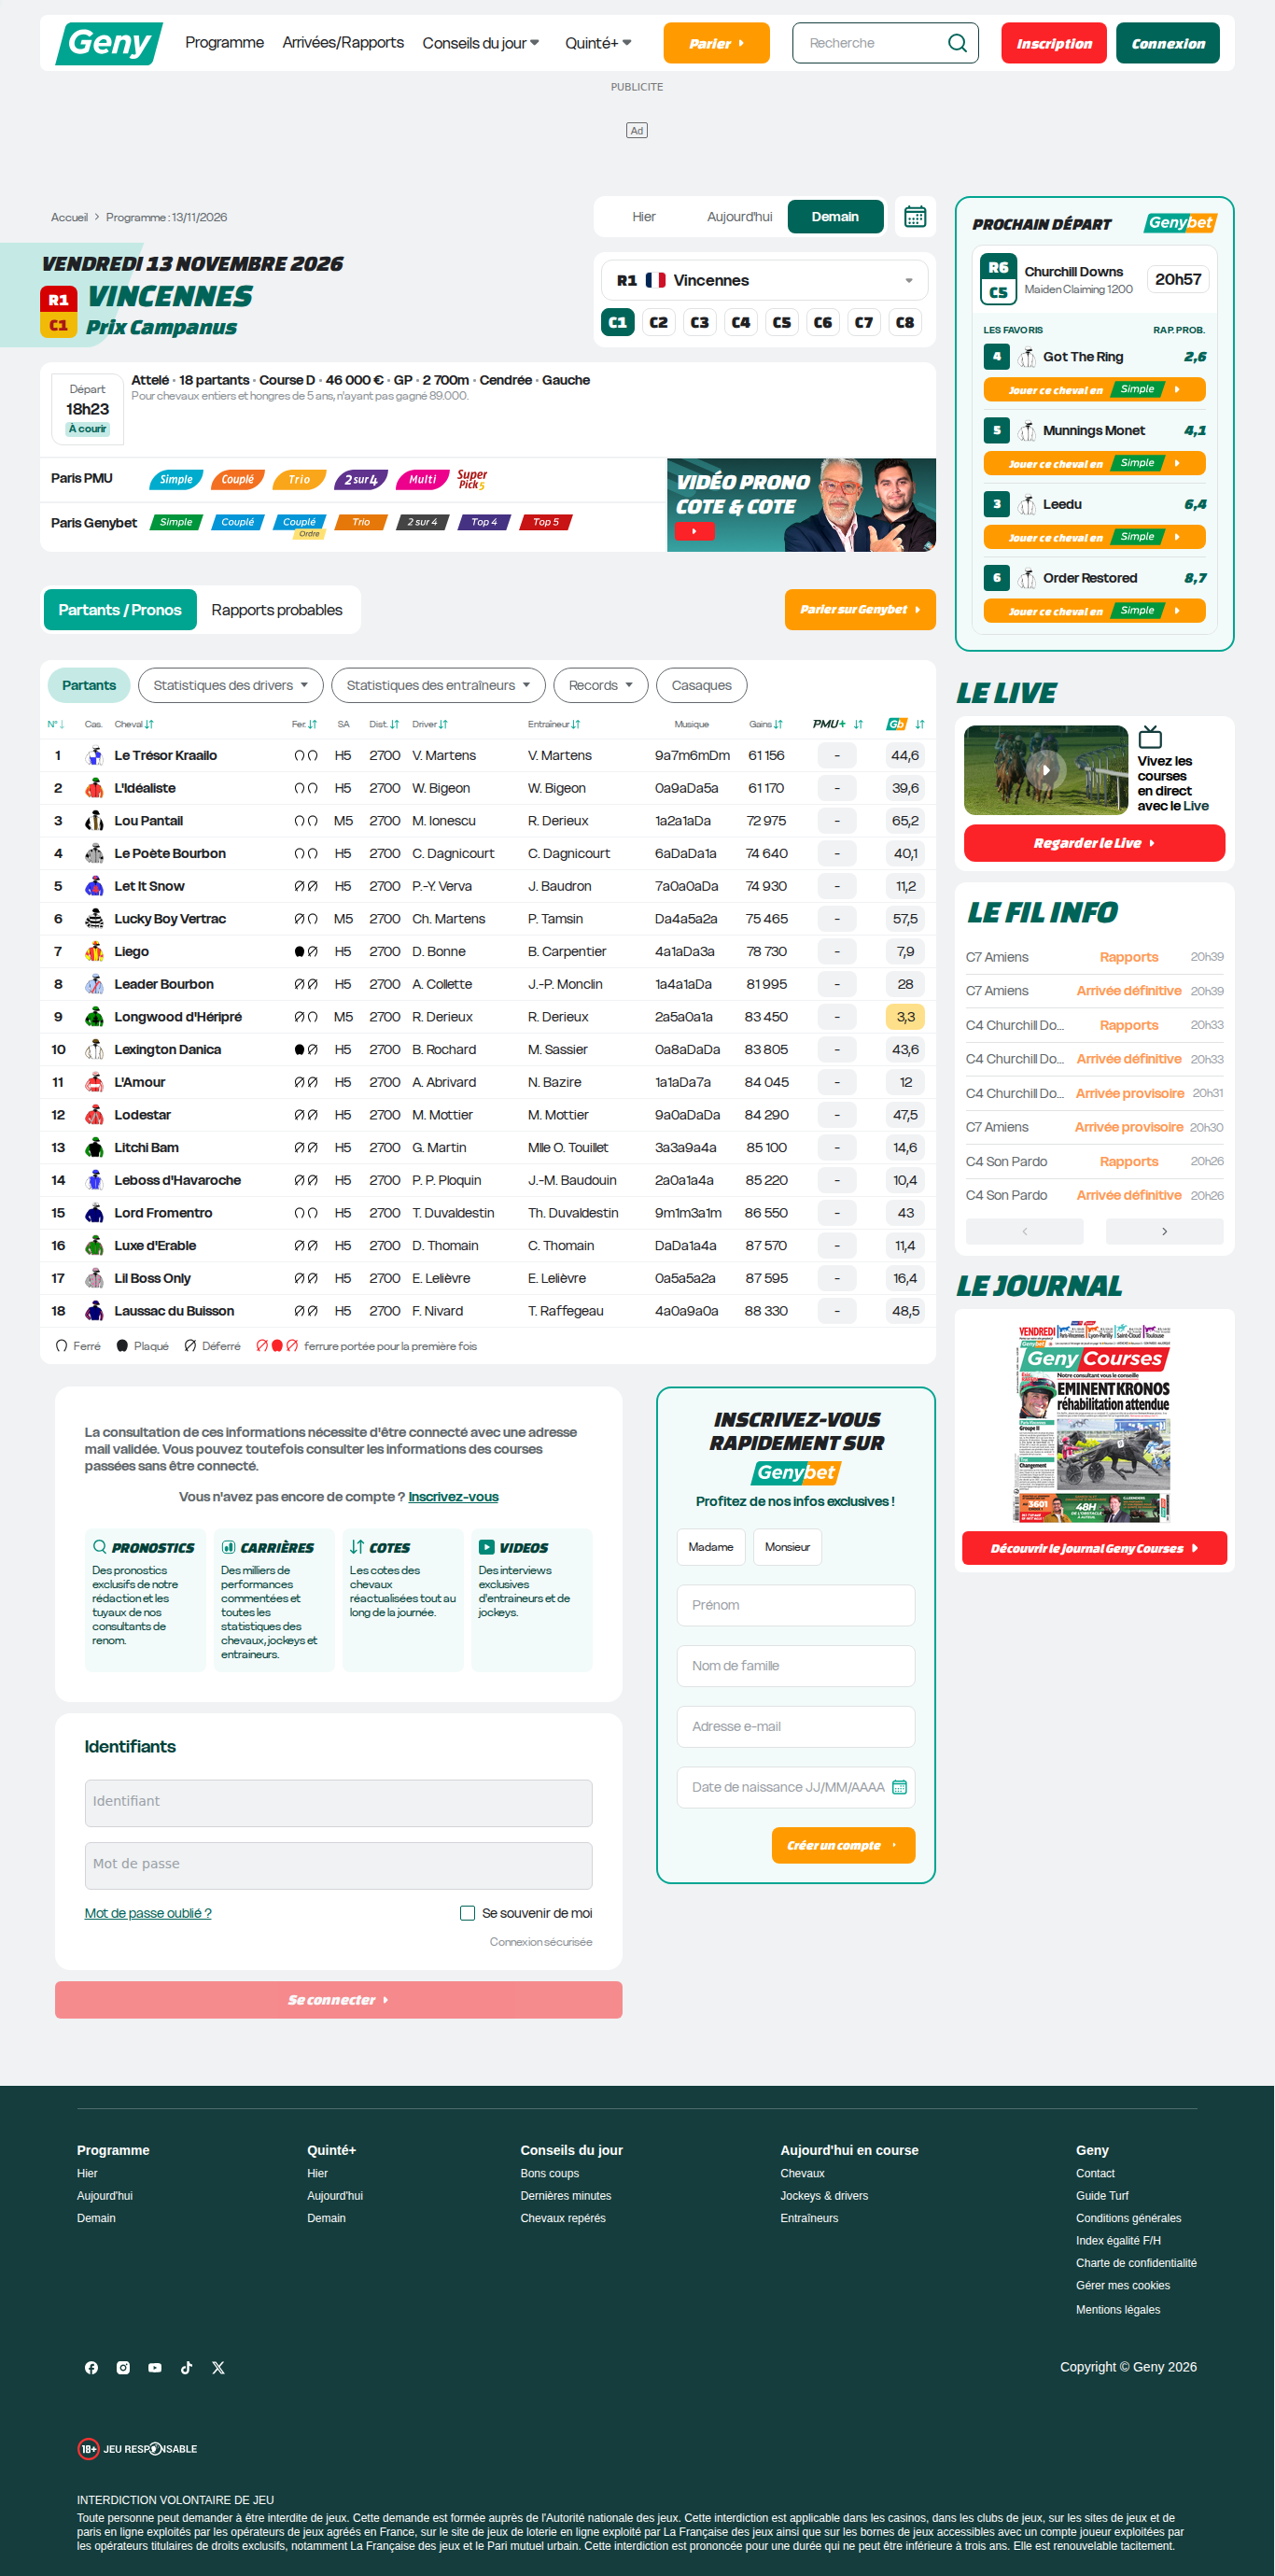 Geny Programme Arrivées/Rapports Conseils du jour Quinté+ Parier Recherche Inscription Connexion
PUBLICITE
Ad
Accueil Programme : 13/11/2026
Hier Aujourd'hui Demain
VENDREDI 13 NOVEMBRE 2026
R1 VINCENNES
C1 Prix Campanus
R1 Vincennes
C1 C2 C3 C4 C5 C6 C7 C8
Départ
18h23
À courir
Attelé • 18 partants • Course D • 46 000 € • GP • 2 700m • Cendrée • Gauche
Pour chevaux entiers et hongres de 5 ans, n'ayant pas gagné 89.000.
Paris PMU Simple Couplé Trio 2 sur 4 Multi Super Pick 5
Paris Genybet Simple Couplé Couplé Ordre Trio 2 sur 4 Top 4 Top 5
VIDÉO PRONO
COTE & COTE
Partants / Pronos Rapports probables Parier sur Genybet
Partants Statistiques des drivers Statistiques des entraîneurs Records Casaques
N° Cas. Cheval Fer. SA Dist. Driver Entraîneur Musique Gains PMU+ Gb
1 Le Trésor Kraailo H5 2700 V. Martens V. Martens 9a7m6mDm 61 156 - 44,6
2 L'Idéaliste H5 2700 W. Bigeon W. Bigeon 0a9aDa5a 61 170 - 39,6
3 Lou Pantail M5 2700 M. Ionescu R. Derieux 1a2a1aDa 72 975 - 65,2
4 Le Poète Bourbon H5 2700 C. Dagnicourt C. Dagnicourt 6aDaDa1a 74 640 - 40,1
5 Let It Snow H5 2700 P.-Y. Verva J. Baudron 7a0a0aDa 74 930 - 11,2
6 Lucky Boy Vertrac M5 2700 Ch. Martens P. Tamsin Da4a5a2a 75 465 - 57,5
7 Liego H5 2700 D. Bonne B. Carpentier 4a1aDa3a 78 730 - 7,9
8 Leader Bourbon H5 2700 A. Collette J.-P. Monclin 1a4a1aDa 81 995 - 28
9 Longwood d'Héripré M5 2700 R. Derieux R. Derieux 2a5a0a1a 83 450 - 3,3
10 Lexington Danica H5 2700 B. Rochard M. Sassier 0a8aDaDa 83 805 - 43,6
11 L'Amour H5 2700 A. Abrivard N. Bazire 1a1aDa7a 84 045 - 12
12 Lodestar H5 2700 M. Mottier M. Mottier 9a0aDaDa 84 290 - 47,5
13 Litchi Bam H5 2700 G. Martin Mlle O. Touillet 3a3a9a4a 85 100 - 14,6
14 Leboss d'Havaroche H5 2700 P. P. Ploquin J.-M. Baudouin 2a0a1a4a 85 220 - 10,4
15 Lord Fromentro H5 2700 T. Duvaldestin Th. Duvaldestin 9m1m3a1m 86 550 - 43
16 Luxe d'Erable H5 2700 D. Thomain C. Thomain DaDa1a4a 87 570 - 11,4
17 Lil Boss Only H5 2700 E. Lelièvre E. Lelièvre 0a5a5a2a 87 595 - 16,4
18 Laussac du Buisson H5 2700 F. Nivard T. Raffegeau 4a0a9a0a 88 330 - 48,5
Ferré Plaqué Déferré ferrure portée pour la première fois
La consultation de ces informations nécessite d'être connecté avec une adresse
mail validée. Vous pouvez toutefois consulter les informations des courses
passées sans être connecté.
Vous n'avez pas encore de compte ? Inscrivez-vous
PRONOSTICS
Des pronostics
exclusifs de notre
rédaction et les
tuyaux de nos
consultants de
renom.
CARRIÈRES
Des milliers de
performances
commentées et
toutes les
statistiques des
chevaux, jockeys et
entraineurs.
COTES
Les cotes des
chevaux
réactualisées tout au
long de la journée.
VIDEOS
Des interviews
exclusives
d'entraineurs et de
jockeys.
Identifiants
Identifiant
Mot de passe
Mot de passe oublié ? Se souvenir de moi
Connexion sécurisée
Se connecter
INSCRIVEZ-VOUS
RAPIDEMENT SUR
Genybet
Profitez de nos infos exclusives !
Madame Monsieur
Prénom
Nom de famille
Adresse e-mail
Date de naissance JJ/MM/AAAA
Créer un compte
PROCHAIN DÉPART Genybet
R6 Churchill Downs 20h57
C5 Maiden Claiming 1200
LES FAVORIS RAP. PROB.
4 Got The Ring 2,6
Jouer ce cheval en Simple
5 Munnings Monet 4,1
Jouer ce cheval en Simple
3 Leedu 6,4
Jouer ce cheval en Simple
6 Order Restored 8,7
Jouer ce cheval en Simple
LE LIVE
Vivez les
courses
en direct
avec le Live
Regarder le Live
LE FIL INFO
C7 Amiens Rapports 20h39
C7 Amiens Arrivée définitive 20h39
C4 Churchill Do... Rapports 20h33
C4 Churchill Do... Arrivée définitive 20h33
C4 Churchill Do... Arrivée provisoire 20h31
C7 Amiens Arrivée provisoire 20h30
C4 Son Pardo Rapports 20h26
C4 Son Pardo Arrivée définitive 20h26
LE JOURNAL
VENDREDI
Geny Courses
Notre consultant vous le conseille
EMINENT KRONOS
réhabilitation attendue
Découvrir le journal Geny Courses
Programme
Hier
Aujourd'hui
Demain
Quinté+
Hier
Aujourd'hui
Demain
Conseils du jour
Bons coups
Dernières minutes
Chevaux repérés
Aujourd'hui en course
Chevaux
Jockeys & drivers
Entraîneurs
Geny
Contact
Guide Turf
Conditions générales
Index égalité F/H
Charte de confidentialité
Gérer mes cookies
Mentions légales
Copyright © Geny 2026
18+ JEU RESPONSABLE
INTERDICTION VOLONTAIRE DE JEU
Toute personne peut demander à être interdite de jeux. Cette demande est formée auprès de l'Autorité nationale des jeux. Cette interdiction est applicable dans les casinos, dans les clubs de jeux, sur les sites de jeux et de
paris en ligne exploités par les opérateurs de jeux agréés en France, sur le site de jeux de loterie en ligne exploité par La Française des jeux ainsi que sur les bornes de jeux accessibles avec un compte joueur exploitées par
les opérateurs titulaires de droits exclusifs, notamment La Française des jeux et le Pari mutuel urbain. Cette interdiction est prononcée pour une durée qui ne peut être inférieure à trois ans. Elle est renouvelable tacitement.